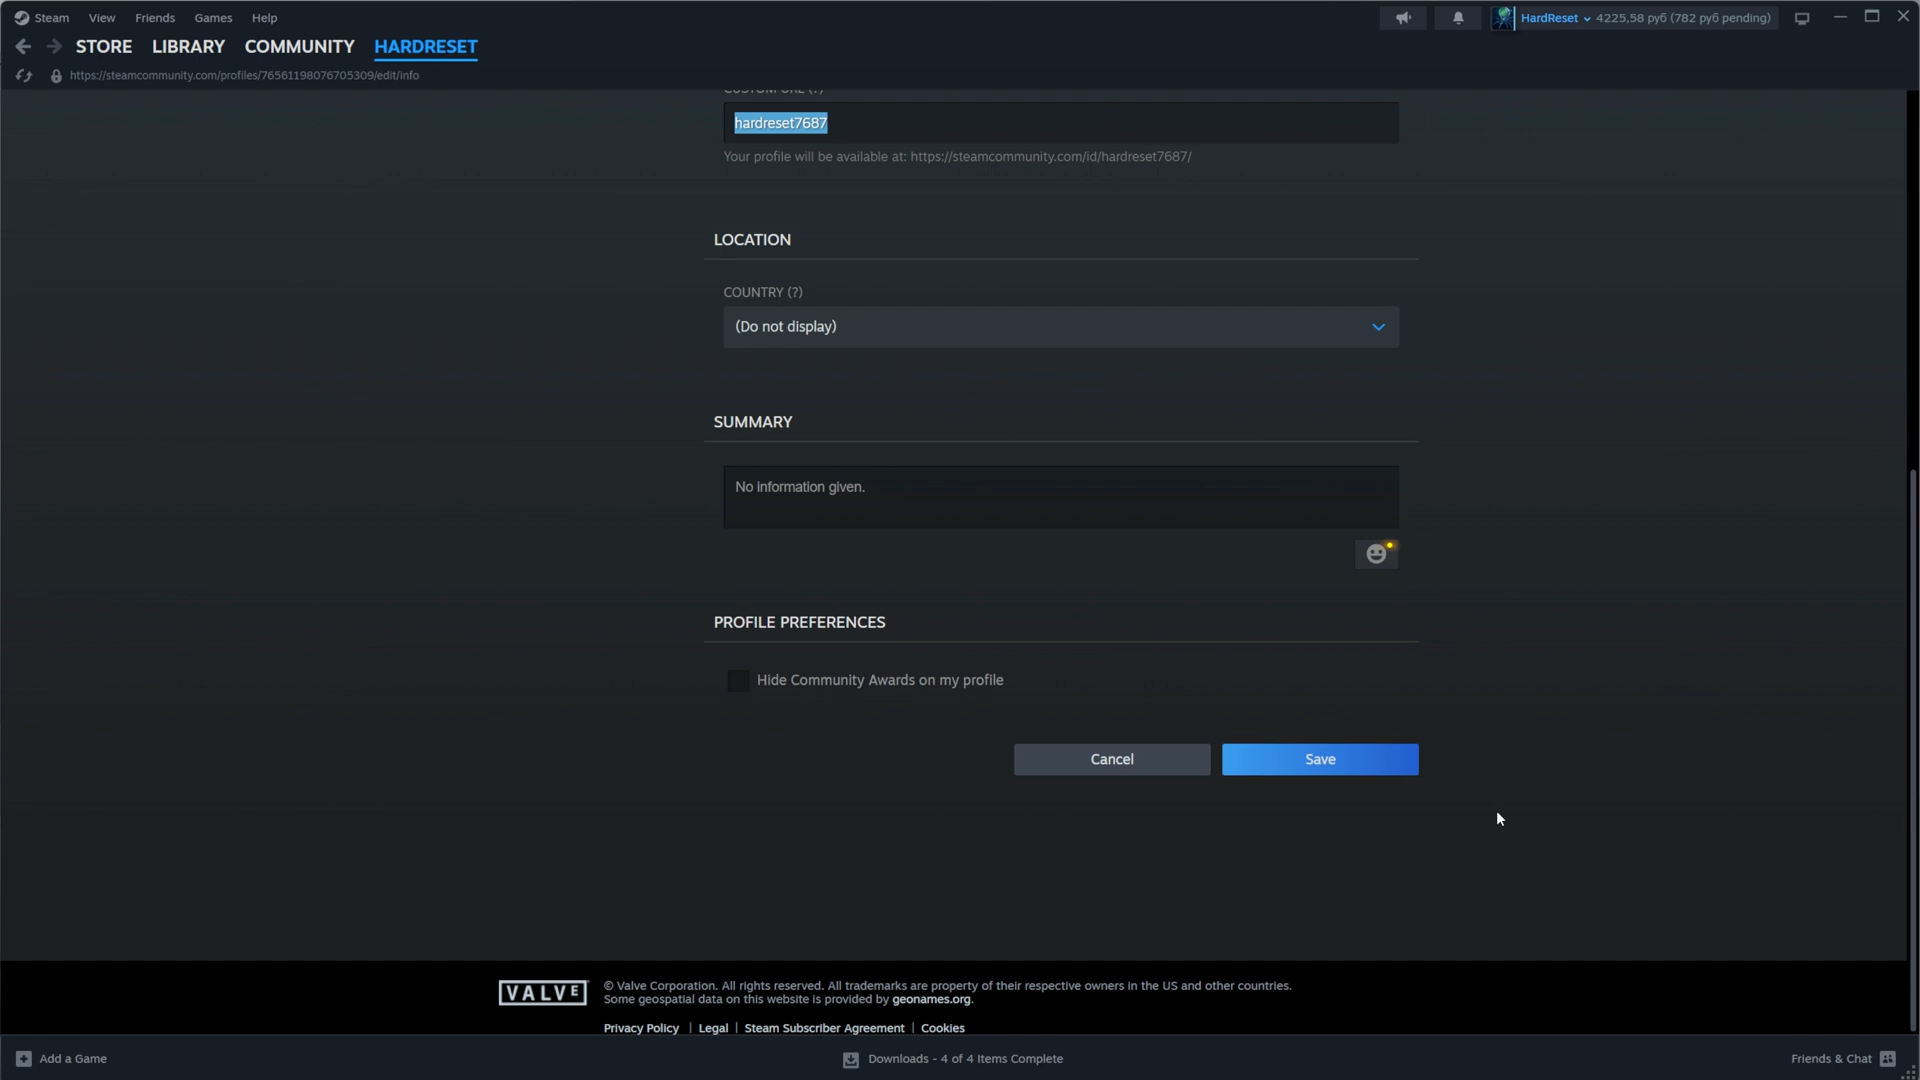 Steam View Friends Games Help
HardReset 4225,58 руб (782 руб pending)
STORE LIBRARY COMMUNITY HARDRESET
https://steamcommunity.com/profiles/76561198076705309/edit/info
CUSTOM URL (?)
hardreset7687
Your profile will be available at: https://steamcommunity.com/id/hardreset7687/
LOCATION
COUNTRY (?)
(Do not display)
SUMMARY
No information given.
PROFILE PREFERENCES
Hide Community Awards on my profile
Cancel Save
VALVE
© Valve Corporation. All rights reserved. All trademarks are property of their respective owners in the US and other countries.
Some geospatial data on this website is provided by geonames.org.
Privacy Policy | Legal | Steam Subscriber Agreement | Cookies
Add a Game
Downloads - 4 of 4 Items Complete
Friends & Chat